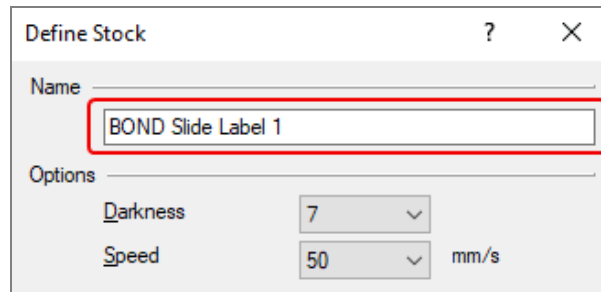 Define Stock ?
Name
BOND Slide Label 1
Options
Darkness 7
Speed 50 mm/s